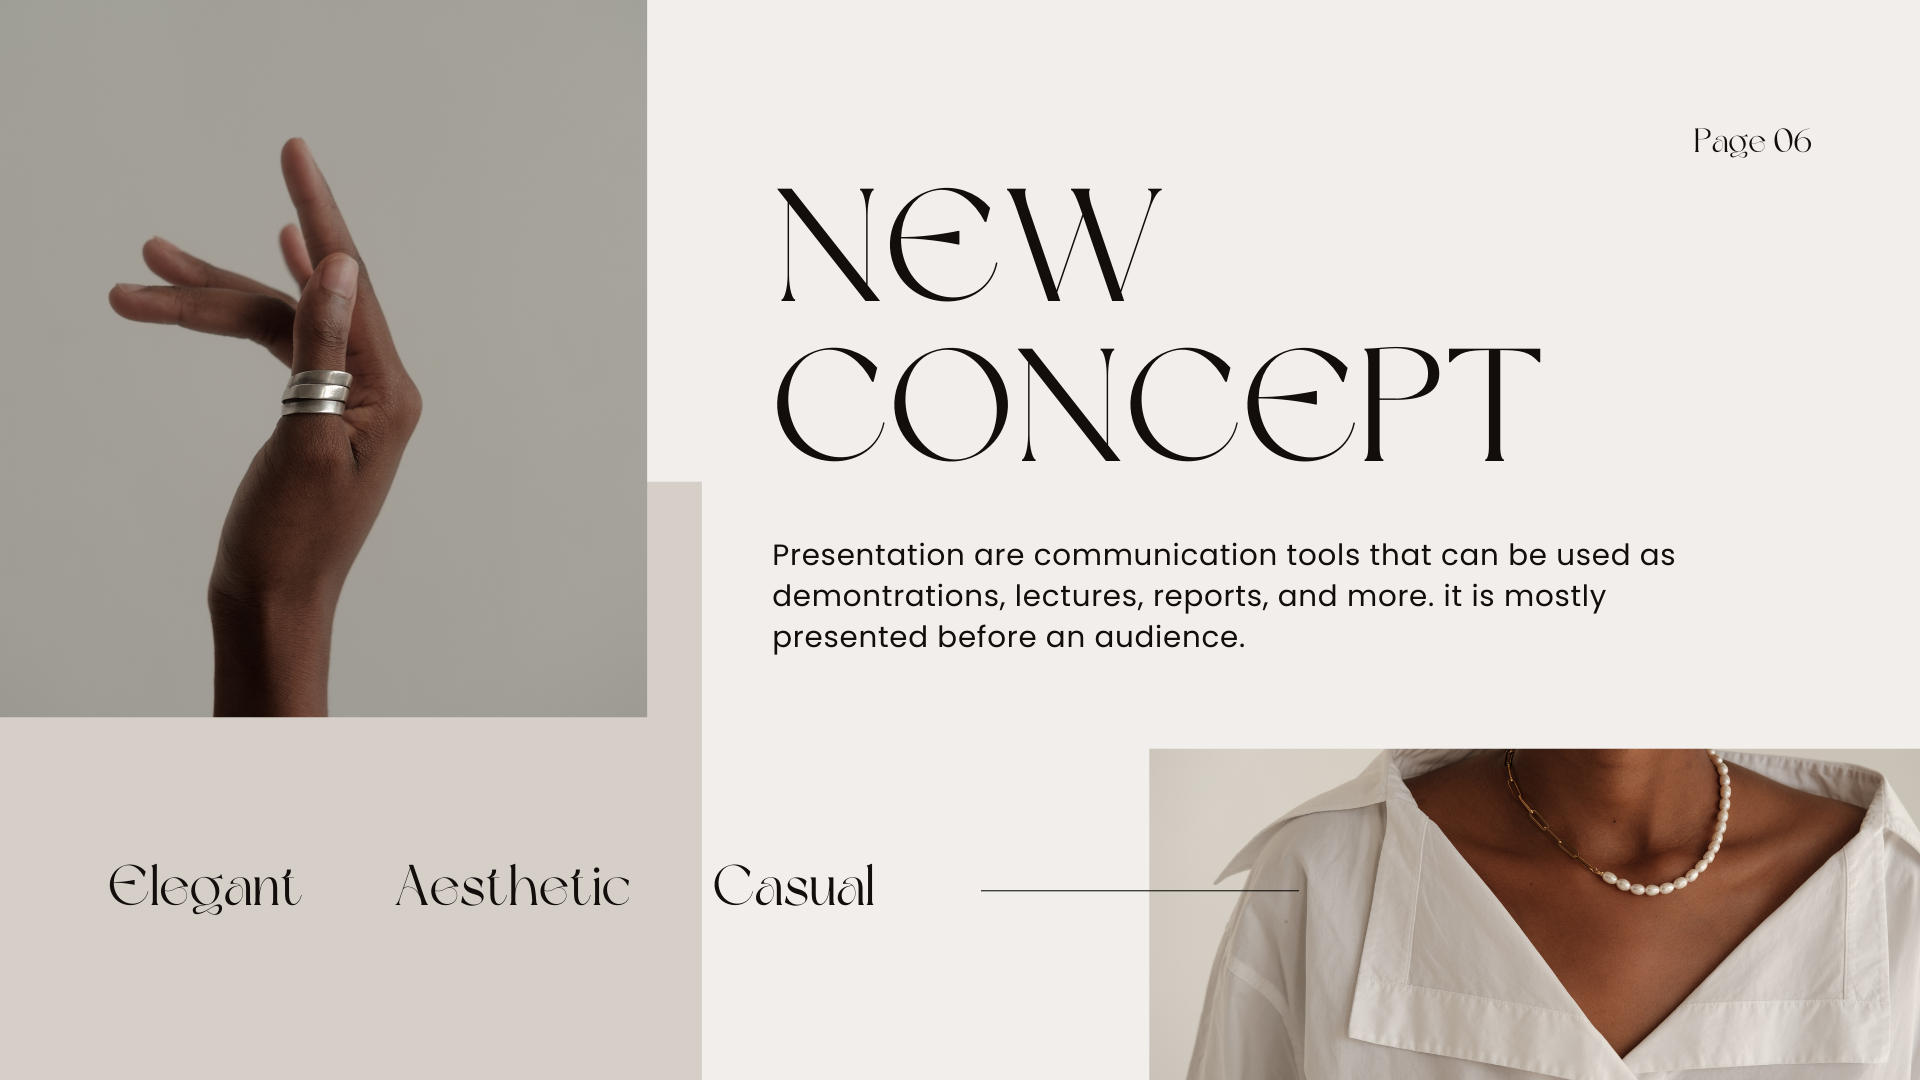 Page 06
NEW
CONCEPT
Presentation are communication tools that can be used as
demontrations, lectures, reports, and more. it is mostly
presented before an audience.
Elegant Aesthetic Casual